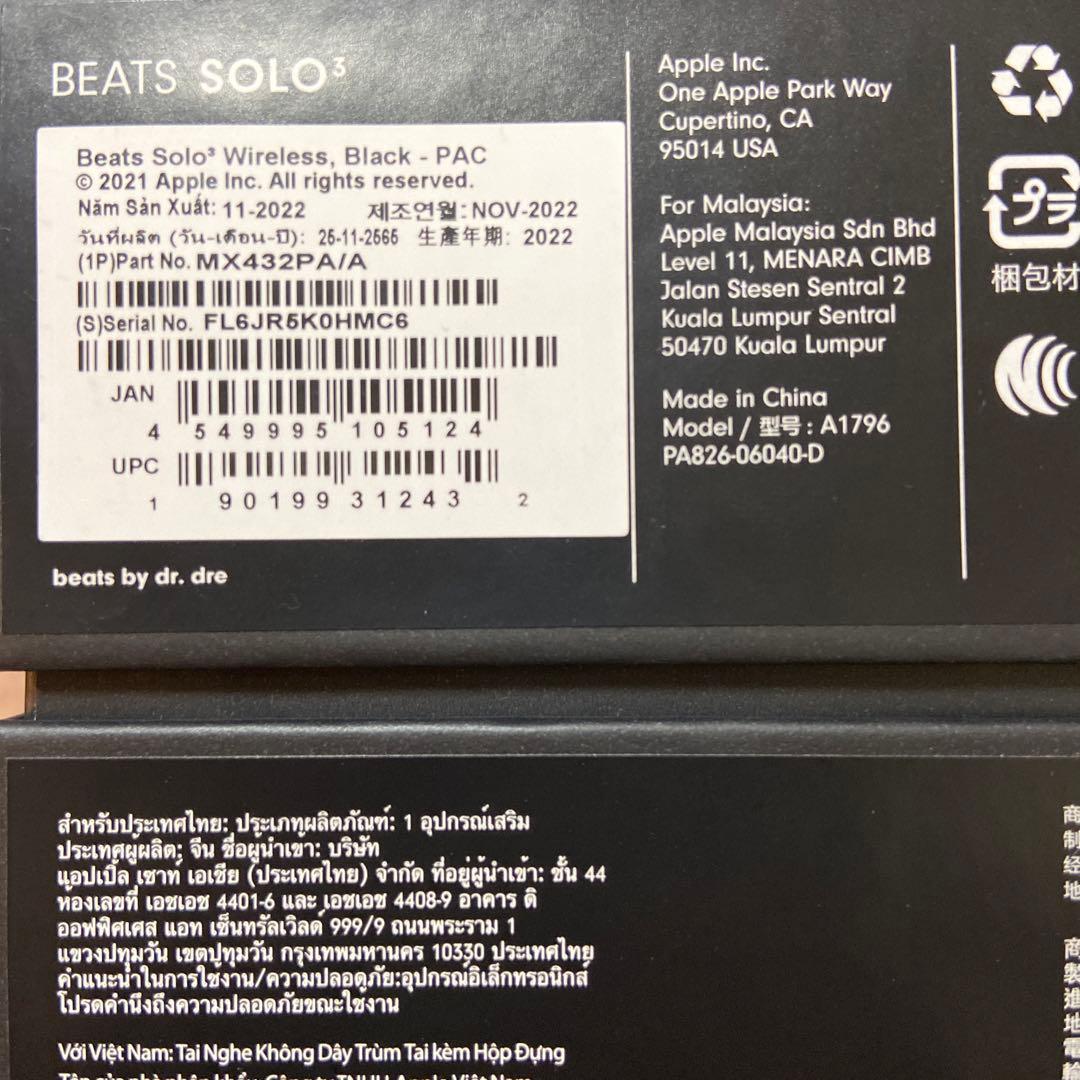 BEATS SOLO³
Beats Solo³ Wireless, Black - PAC
© 2021 Apple Inc. All rights reserved.
Năm Sản Xuất: 11-2022 제조연월: NOV-2022
วันที่ผลิต (วัน-เดือน-ปี): 25-11-2565 生產年期: 2022
(1P)Part No. MX432PA/A
(S)Serial No. FL6JR5K0HMC6
JAN
4 549995 105124
UPC
1 90199 31243 2
beats by dr. dre
Apple Inc.
One Apple Park Way
Cupertino, CA
95014 USA
For Malaysia:
Apple Malaysia Sdn Bhd
Level 11, MENARA CIMB
Jalan Stesen Sentral 2
Kuala Lumpur Sentral
50470 Kuala Lumpur
Made in China
Model / 型号 : A1796
PA826-06040-D
プラ
梱包材
สำหรับประเทศไทย: ประเภทผลิตภัณฑ์: 1 อุปกรณ์เสริม
ประเทศผู้ผลิต: จีน ชื่อผู้นำเข้า: บริษัท
แอปเปิ้ล เซาท์ เอเชีย (ประเทศไทย) จำกัด ที่อยู่ผู้นำเข้า: ชั้น 44
ห้องเลขที่ เอชเอช 4401-6 และ เอชเอช 4408-9 อาคาร ดิ
ออฟฟิศเศส แอท เซ็นทรัลเวิลด์ 999/9 ถนนพระราม 1
แขวงปทุมวัน เขตปทุมวัน กรุงเทพมหานคร 10330 ประเทศไทย
คำแนะนำในการใช้งาน/ความปลอดภัย:อุปกรณ์อิเล็กทรอนิกส์
โปรดคำนึงถึงความปลอดภัยขณะใช้งาน
Với Việt Nam: Tai Nghe Không Dây Trùm Tai kèm Hộp Đựng
商
制
经
地
商
製
進
地
電